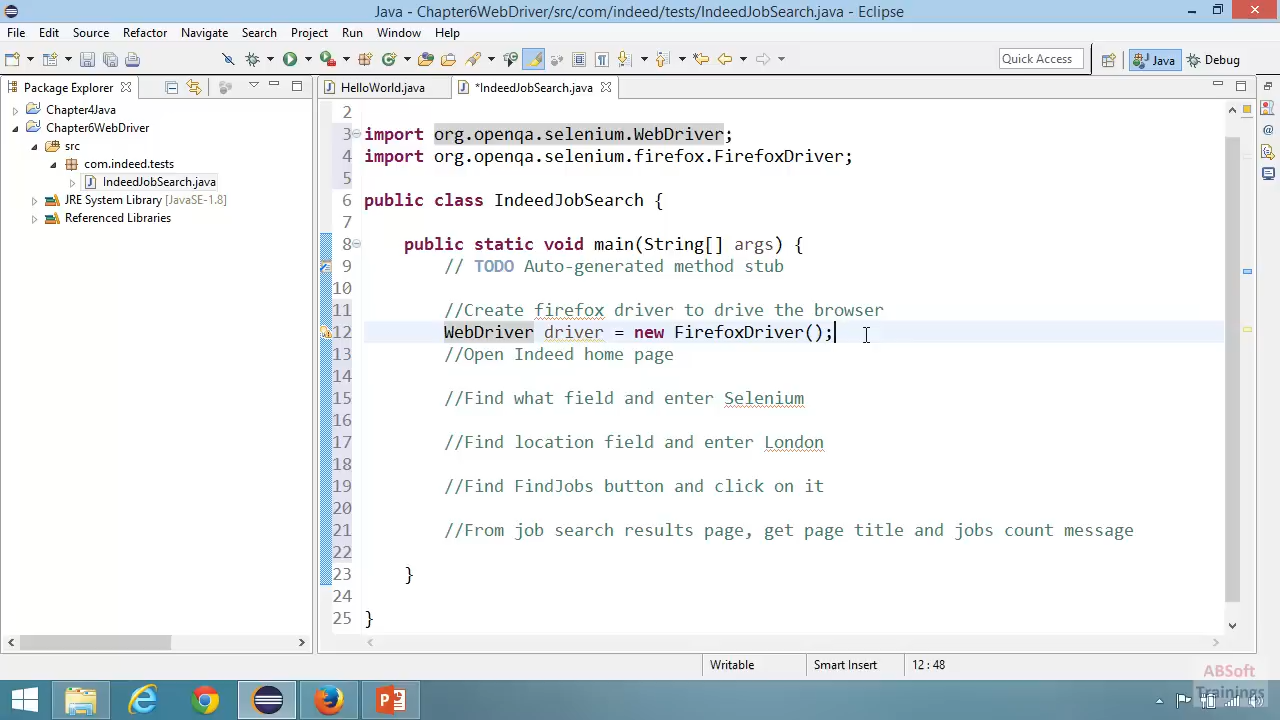 Java - Chapter6WebDriver/src/com/indeed/tests/IndeedJobSearch.java - Eclipse
File Edit Source Refactor Navigate Search Project Run Window Help
Quick Access Java Debug
Package Explorer
Chapter4Java
Chapter6WebDriver
src
com.indeed.tests
IndeedJobSearch.java
JRE System Library [JavaSE-1.8]
Referenced Libraries
HelloWorld.java *IndeedJobSearch.java
2
3 import org.openqa.selenium.WebDriver;
4 import org.openqa.selenium.firefox.FirefoxDriver;
5
6 public class IndeedJobSearch {
7
8 public static void main(String[] args) {
9 // TODO Auto-generated method stub
10
11 //Create firefox driver to drive the browser
12 WebDriver driver = new FirefoxDriver();
13 //Open Indeed home page
14
15 //Find what field and enter Selenium
16
17 //Find location field and enter London
18
19 //Find FindJobs button and click on it
20
21 //From job search results page, get page title and jobs count message
22
23 }
24
25 }
Writable Smart Insert 12 : 48
ABSoft
Trainings